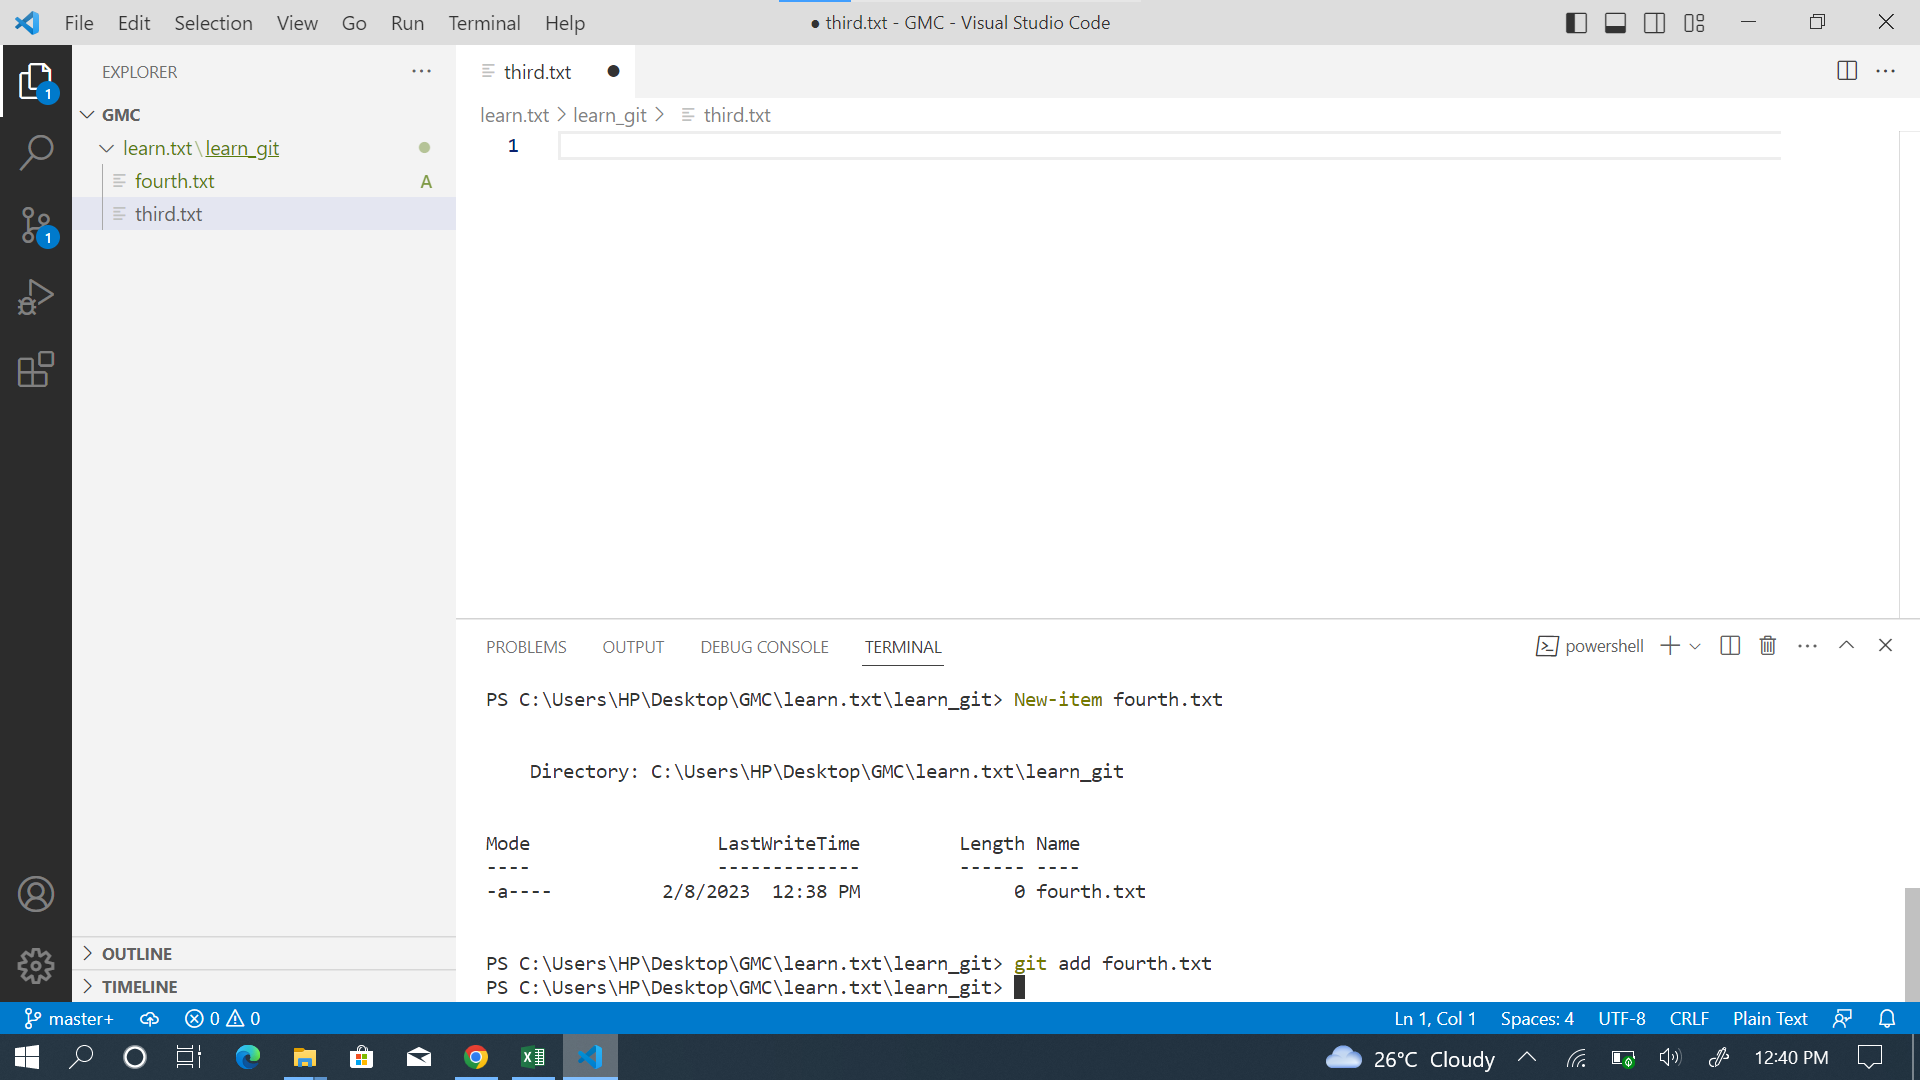 File Edit Selection View Go Run Terminal Help
● third.txt - GMC - Visual Studio Code
EXPLORER
1
1
GMC
learn.txt\learn_git
fourth.txt A
third.txt
OUTLINE
TIMELINE
third.txt
learn.txt > learn_git > third.txt
1
PROBLEMS OUTPUT DEBUG CONSOLE TERMINAL
powershell
PS C:\Users\HP\Desktop\GMC\learn.txt\learn_git> New-item fourth.txt
Directory: C:\Users\HP\Desktop\GMC\learn.txt\learn_git
Mode LastWriteTime Length Name
---- ------------- ------ ----
-a---- 2/8/2023 12:38 PM 0 fourth.txt
PS C:\Users\HP\Desktop\GMC\learn.txt\learn_git> git add fourth.txt
PS C:\Users\HP\Desktop\GMC\learn.txt\learn_git>
master+ 0 0 Ln 1, Col 1 Spaces: 4 UTF-8 CRLF Plain Text
26°C Cloudy 12:40 PM